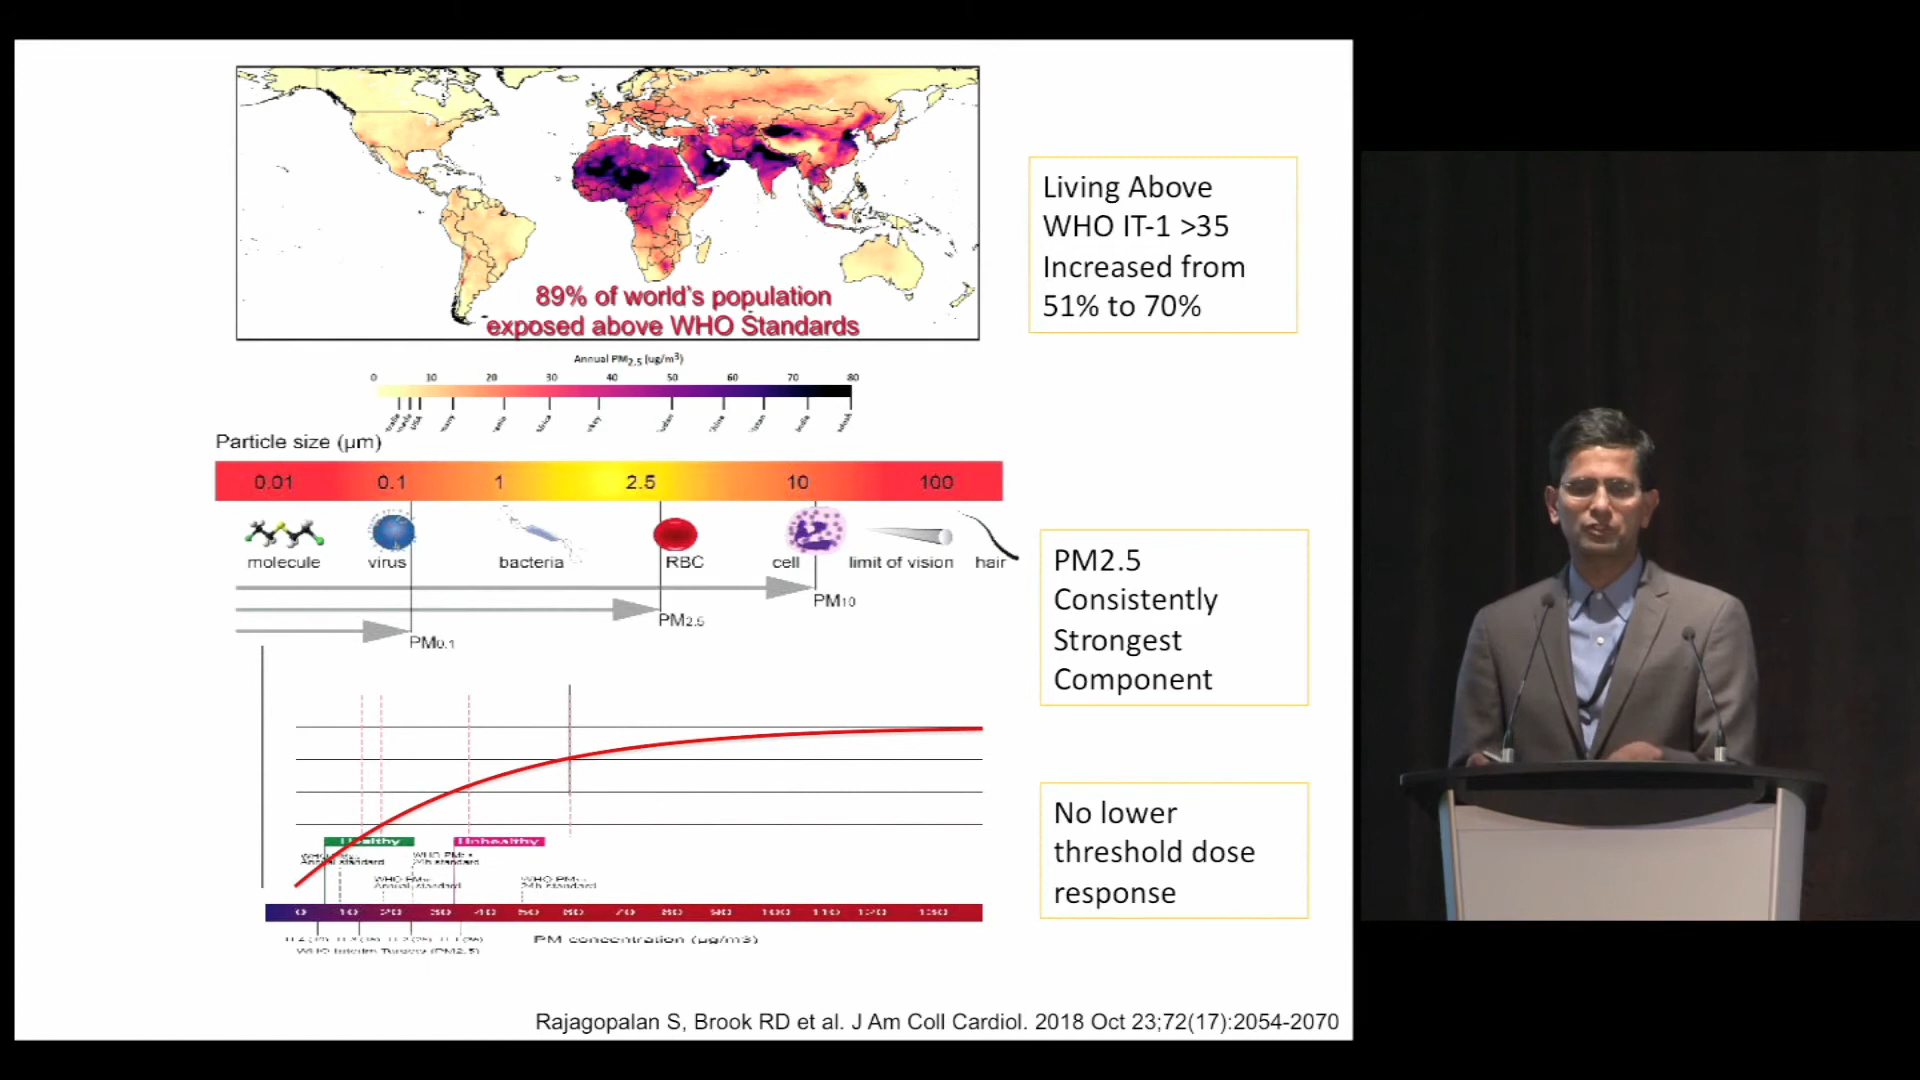 89% of world's population
exposed above WHO Standards
Living Above
WHO IT-1 >35
Increased from
51% to 70%
Annual PM2.5 (ug/m3)
0 10 20 30 40 50 60 70 80
USA
Particle size (µm)
0.01 0.1 1 2.5 10 100
molecule virus bacteria RBC cell limit of vision hair
PM10
PM2.5
PM0.1
PM2.5
Consistently
Strongest
Component
Healthy Unhealthy
Annual standard
24h standard
WHO
Annual standard
WHO
24h standard
0 10 20 30 40 50 60 70 80 90 100 110 120 130
PM concentration (µg/m3)
WHO Interim Targets (PM2.5)
No lower
threshold dose
response
Rajagopalan S, Brook RD et al. J Am Coll Cardiol. 2018 Oct 23;72(17):2054-2070